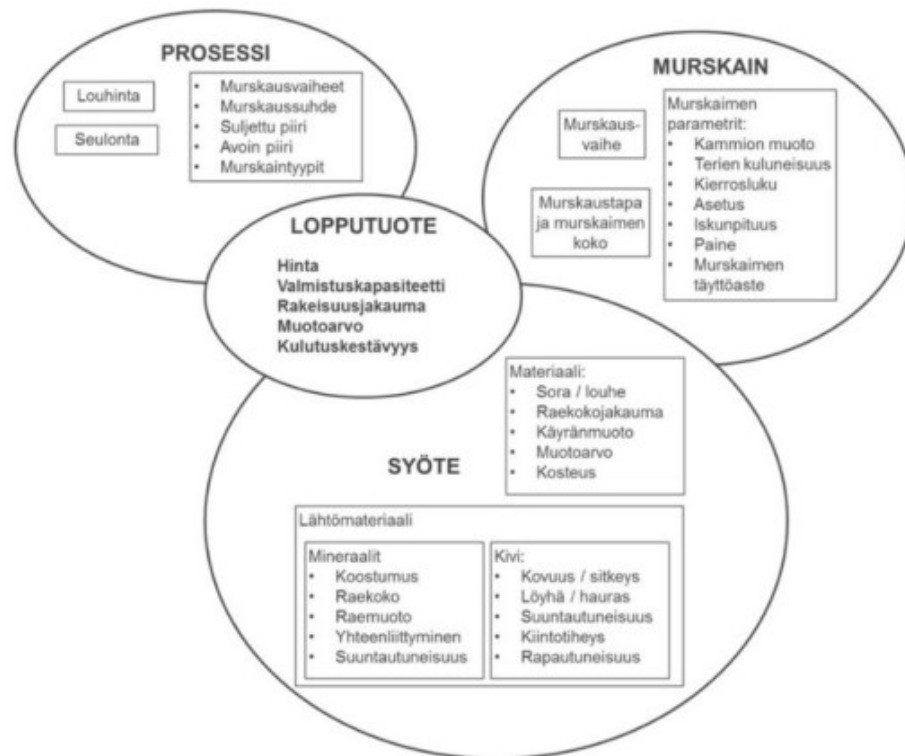 PROSESSI
Louhinta
Seulonta
• Murskausvaiheet
• Murskaussuhde
• Suljettu piiri
• Avoin piiri
• Murskaintyypit
MURSKAIN
Murskaus-
vaihe
Murskaustapa
ja murskaimen
koko
Murskaimen
parametrit:
• Kammion muoto
• Terien kuluneisuus
• Kierrosluku
• Asetus
• Iskunpituus
• Paine
• Murskaimen
täyttöaste
LOPPUTUOTE
Hinta
Valmistuskapasiteetti
Rakeisuusjakauma
Muotoarvo
Kulutuskestävyys
SYÖTE
Materiaali:
• Sora / louhe
• Raekokojakauma
• Käyränmuoto
• Muotoarvo
• Kosteus
Lähtömateriaali
Mineraalit
• Koostumus
• Raekoko
• Raemuoto
• Yhteenliittyminen
• Suuntautuneisuus
Kivi:
• Kovuus / sitkeys
• Löyhä / hauras
• Suuntautuneisuus
• Kiintotiheys
• Rapautuneisuus